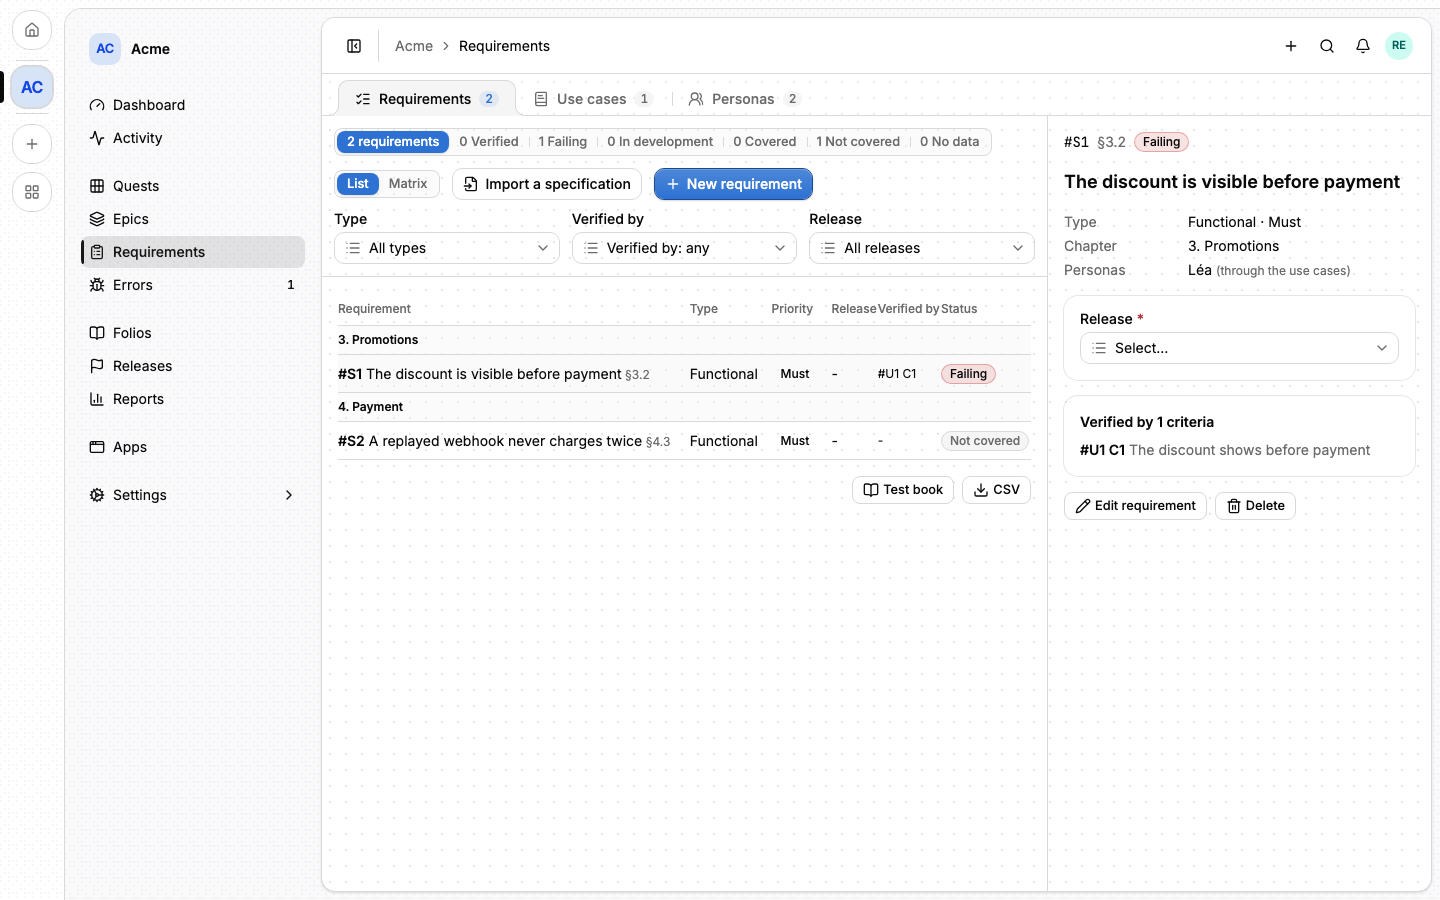 AC Acme
AC
Dashboard
Activity
Quests
Epics
Requirements
Errors 1
Folios
Releases
Reports
Apps
Settings
Acme Requirements
RE
Requirements 2 Use cases 1 Personas 2
2 requirements 0 Verified 1 Failing 0 In development 0 Covered 1 Not covered 0 No data
List Matrix Import a specification New requirement
Type Verified by Release
All types Verified by: any All releases
Requirement Type Priority Release Verified by Status
3. Promotions
#S1 The discount is visible before payment §3.2 Functional Must - #U1 C1 Failing
4. Payment
#S2 A replayed webhook never charges twice §4.3 Functional Must - - Not covered
Test book CSV
#S1 §3.2 Failing
The discount is visible before payment
Type Functional · Must
Chapter 3. Promotions
Personas Léa (through the use cases)
Release *
Select...
Verified by 1 criteria
#U1 C1 The discount shows before payment
Edit requirement Delete